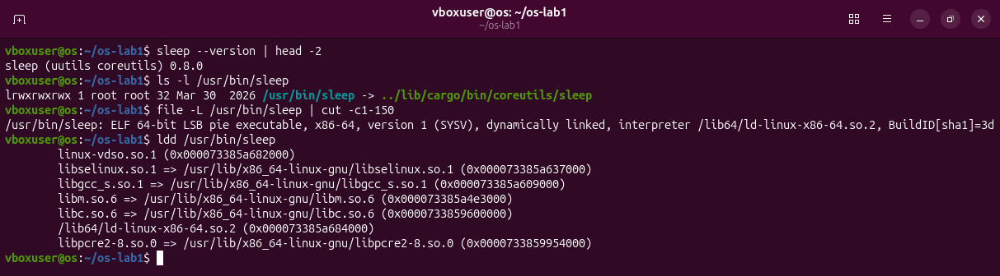 vboxuser@os: ~/os-lab1
~/os-lab1
vboxuser@os:~/os-lab1$ sleep --version | head -2
sleep (uutils coreutils) 0.8.0
vboxuser@os:~/os-lab1$ ls -l /usr/bin/sleep
lrwxrwxrwx 1 root root 32 Mar 30  2026 /usr/bin/sleep -> ../lib/cargo/bin/coreutils/sleep
vboxuser@os:~/os-lab1$ file -L /usr/bin/sleep | cut -c1-150
/usr/bin/sleep: ELF 64-bit LSB pie executable, x86-64, version 1 (SYSV), dynamically linked, interpreter /lib64/ld-linux-x86-64.so.2, BuildID[sha1]=3d
vboxuser@os:~/os-lab1$ ldd /usr/bin/sleep
        linux-vdso.so.1 (0x000073385a682000)
        libselinux.so.1 => /usr/lib/x86_64-linux-gnu/libselinux.so.1 (0x000073385a637000)
        libgcc_s.so.1 => /usr/lib/x86_64-linux-gnu/libgcc_s.so.1 (0x000073385a609000)
        libm.so.6 => /usr/lib/x86_64-linux-gnu/libm.so.6 (0x000073385a4e3000)
        libc.so.6 => /usr/lib/x86_64-linux-gnu/libc.so.6 (0x0000733859600000)
        /lib64/ld-linux-x86-64.so.2 (0x000073385a684000)
        libpcre2-8.so.0 => /usr/lib/x86_64-linux-gnu/libpcre2-8.so.0 (0x0000733859954000)
vboxuser@os:~/os-lab1$